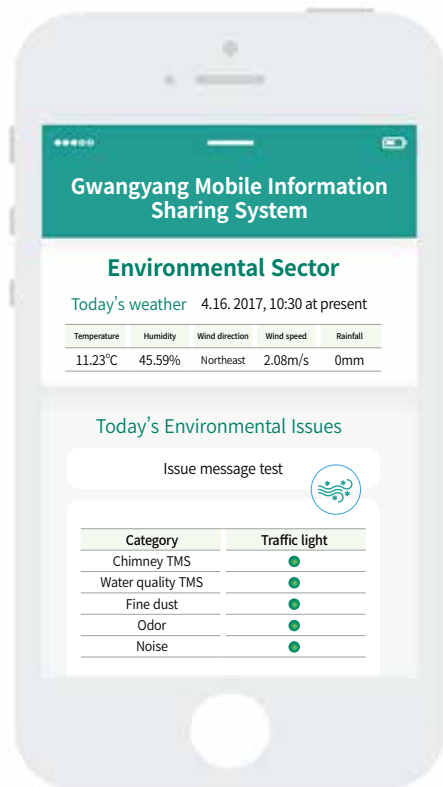 Gwangyang Mobile Information
Sharing System
Environmental Sector
Today's weather 4.16. 2017, 10:30 at present
Temperature Humidity Wind direction Wind speed Rainfall
11.23℃ 45.59% Northeast 2.08m/s 0mm
Today's Environmental Issues
Issue message test
Category Traffic light
Chimney TMS
Water quality TMS
Fine dust
Odor
Noise